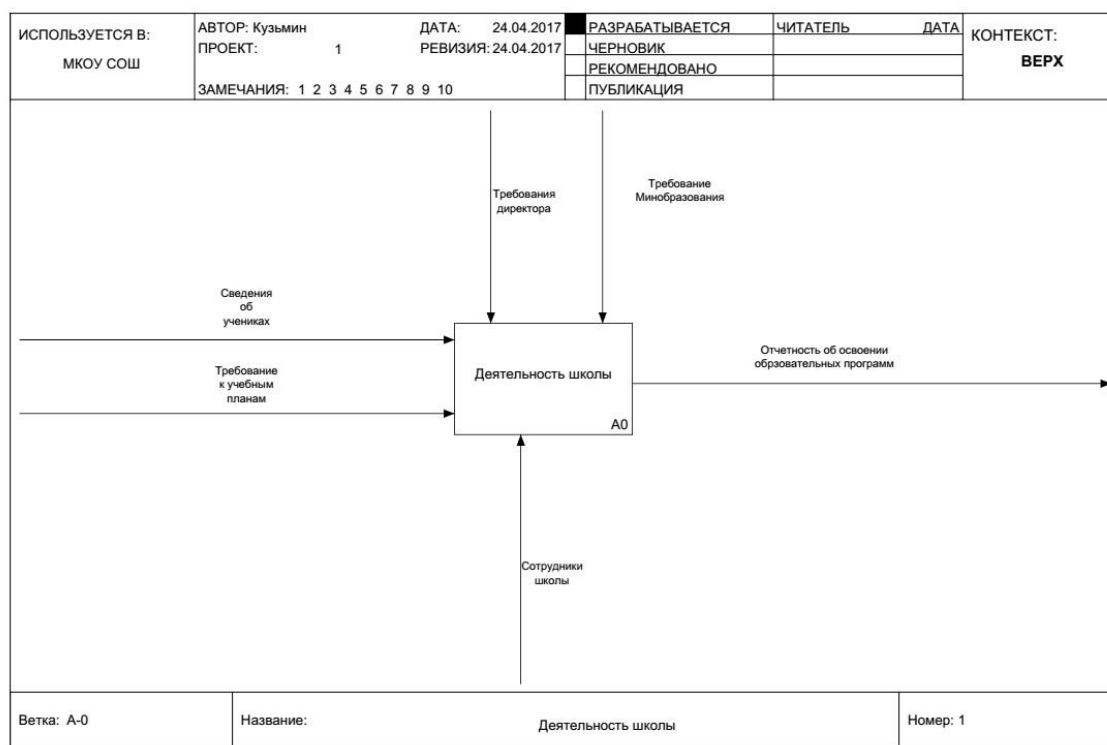 ИСПОЛЬЗУЕТСЯ В:
МКОУ СОШ
АВТОР: Кузьмин
ДАТА: 24.04.2017
ПРОЕКТ: 1
РЕВИЗИЯ: 24.04.2017
ЗАМЕЧАНИЯ: 1 2 3 4 5 6 7 8 9 10
РАЗРАБАТЫВАЕТСЯ
ЧЕРНОВИК
РЕКОМЕНДОВАНО
ПУБЛИКАЦИЯ
ЧИТАТЕЛЬ
ДАТА
КОНТЕКСТ:
ВЕРХ
Требования
директора
Требование
Минобразования
Сведения
об
учениках
Требование
к учебным
планам
Деятельность школы
A0
Отчетность об освоении
обрзовательных программ
Сотрудники
школы
Ветка: A-0
Название:
Деятельность школы
Номер: 1